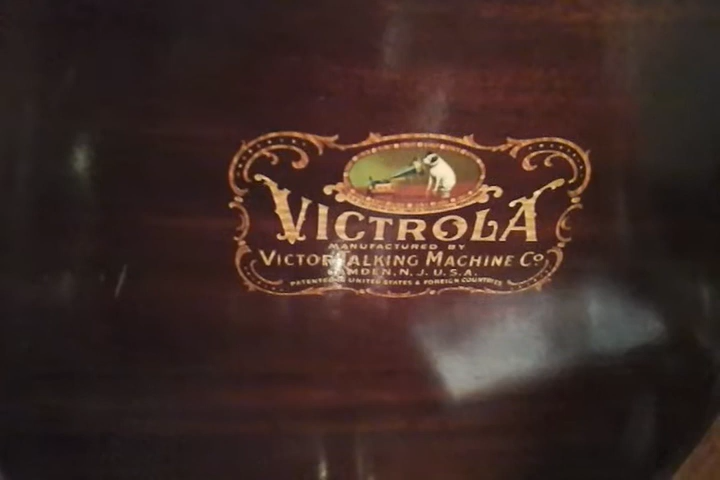 VICTROLA
MANUFACTURED BY
VICTOR TALKING MACHINE CO
CAMDEN, N.J. U.S.A.
PATENTED IN UNITED STATES & FOREIGN COUNTRIES